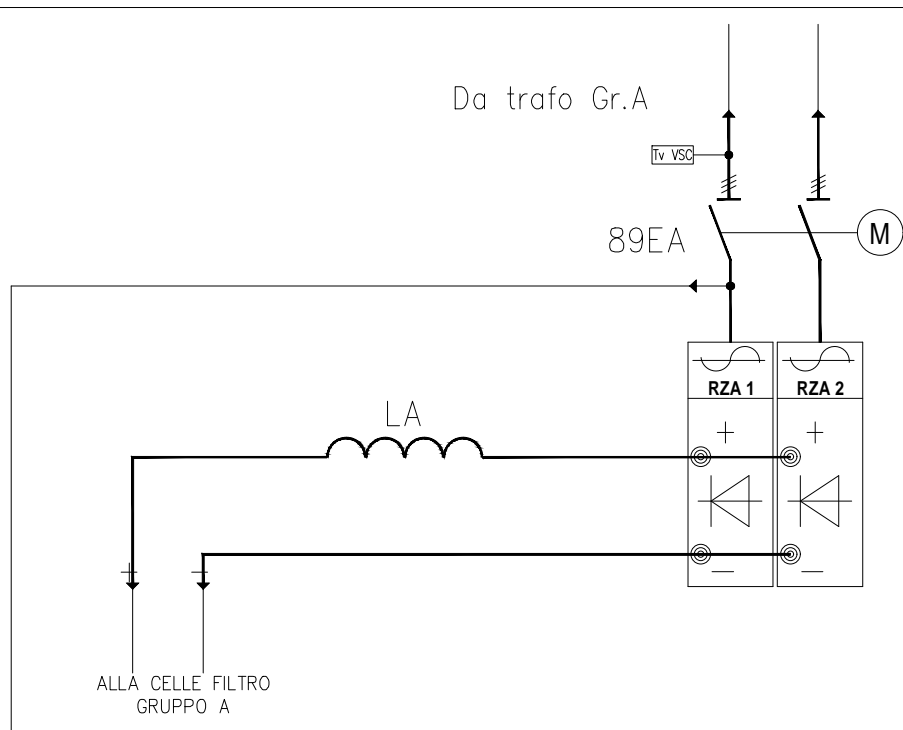 Da trafo Gr.A
Tv VSC
89EA
M
RZA 1
RZA 2
LA
+
+
−
−
ALLA CELLE FILTRO
GRUPPO A